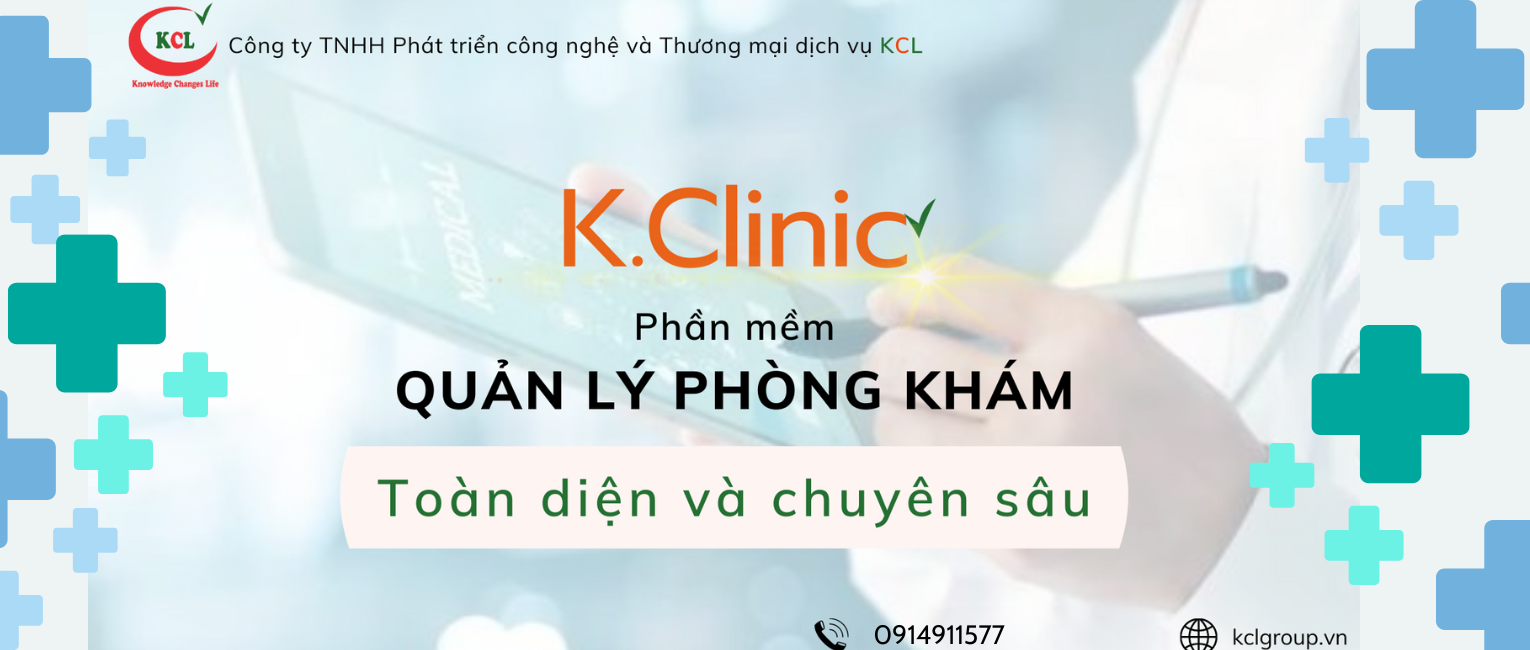 KCL
Knowledge Changes Life
Công ty TNHH Phát triển công nghệ và Thương mại dịch vụ KCL
MEDICAL
K.Clinic
Phần mềm
QUẢN LÝ PHÒNG KHÁM
Toàn diện và chuyên sâu
0914911577
kclgroup.vn